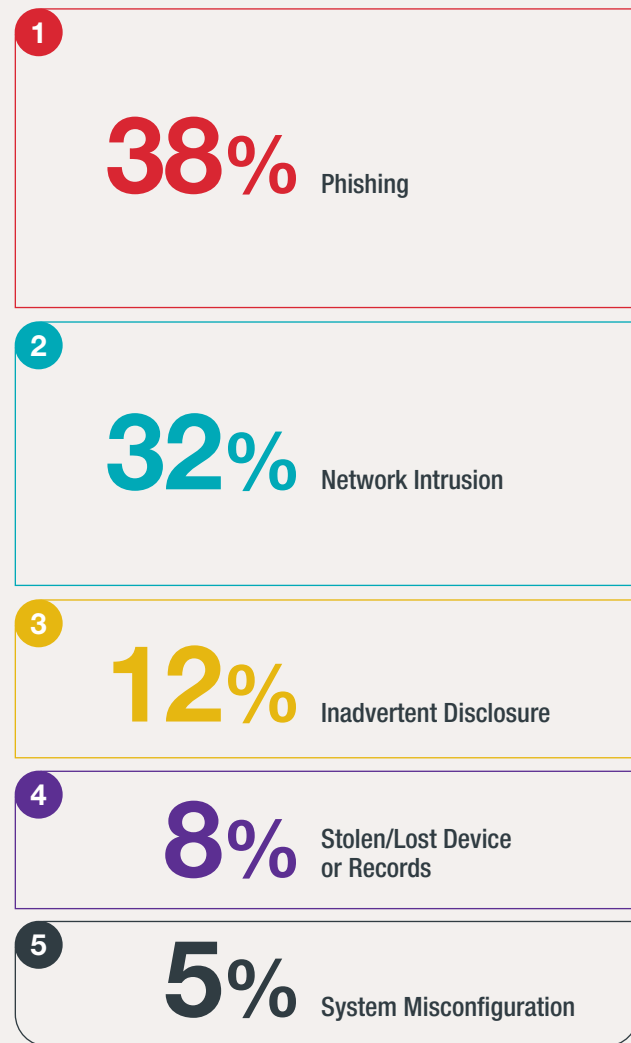 1
38% Phishing
2
32% Network Intrusion
3
12% Inadvertent Disclosure
4
8% Stolen/Lost Device
or Records
5
5% System Misconfiguration